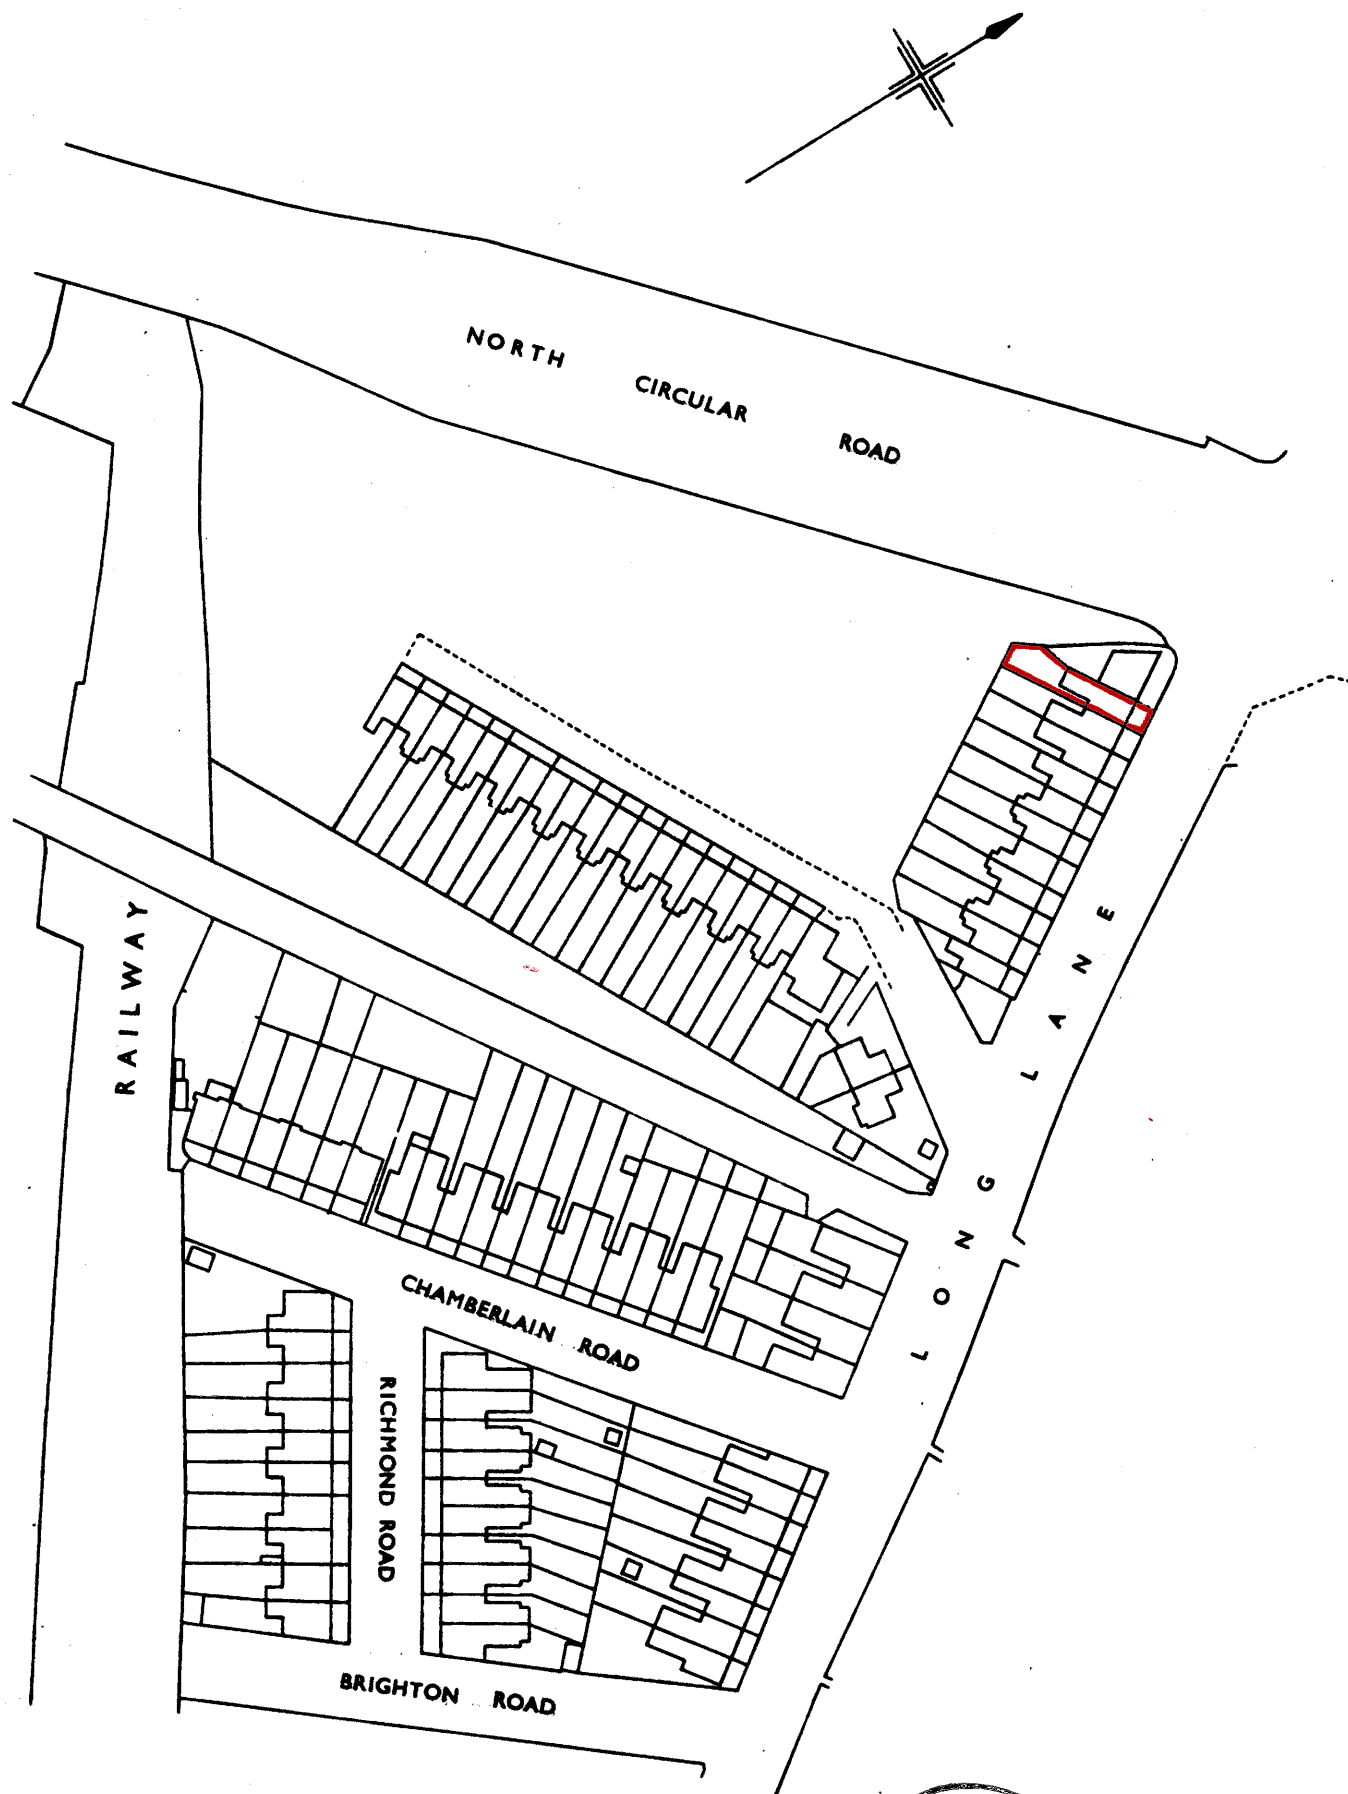 NORTH CIRCULAR ROAD
RAILWAY
LONG LANE
CHAMBERLAIN ROAD
RICHMOND ROAD
BRIGHTON ROAD